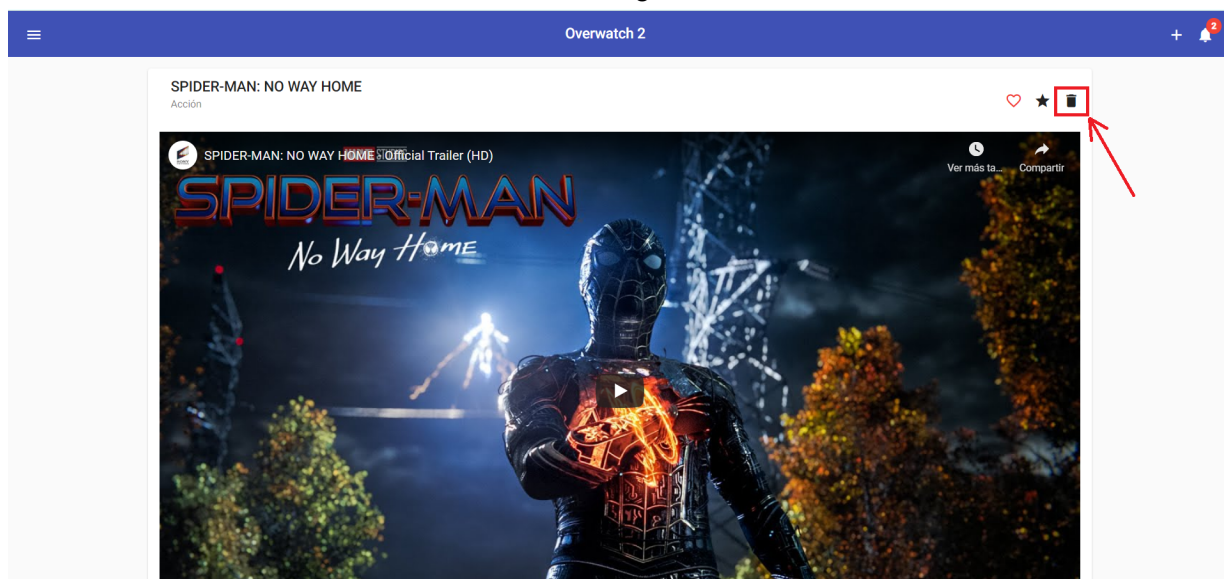 Overwatch 2
2
SPIDER-MAN: NO WAY HOME
Acción
SPIDER-MAN: NO WAY HOME - Official Trailer (HD)
Ver más ta... Compartir
SPIDER-MAN
No Way Home